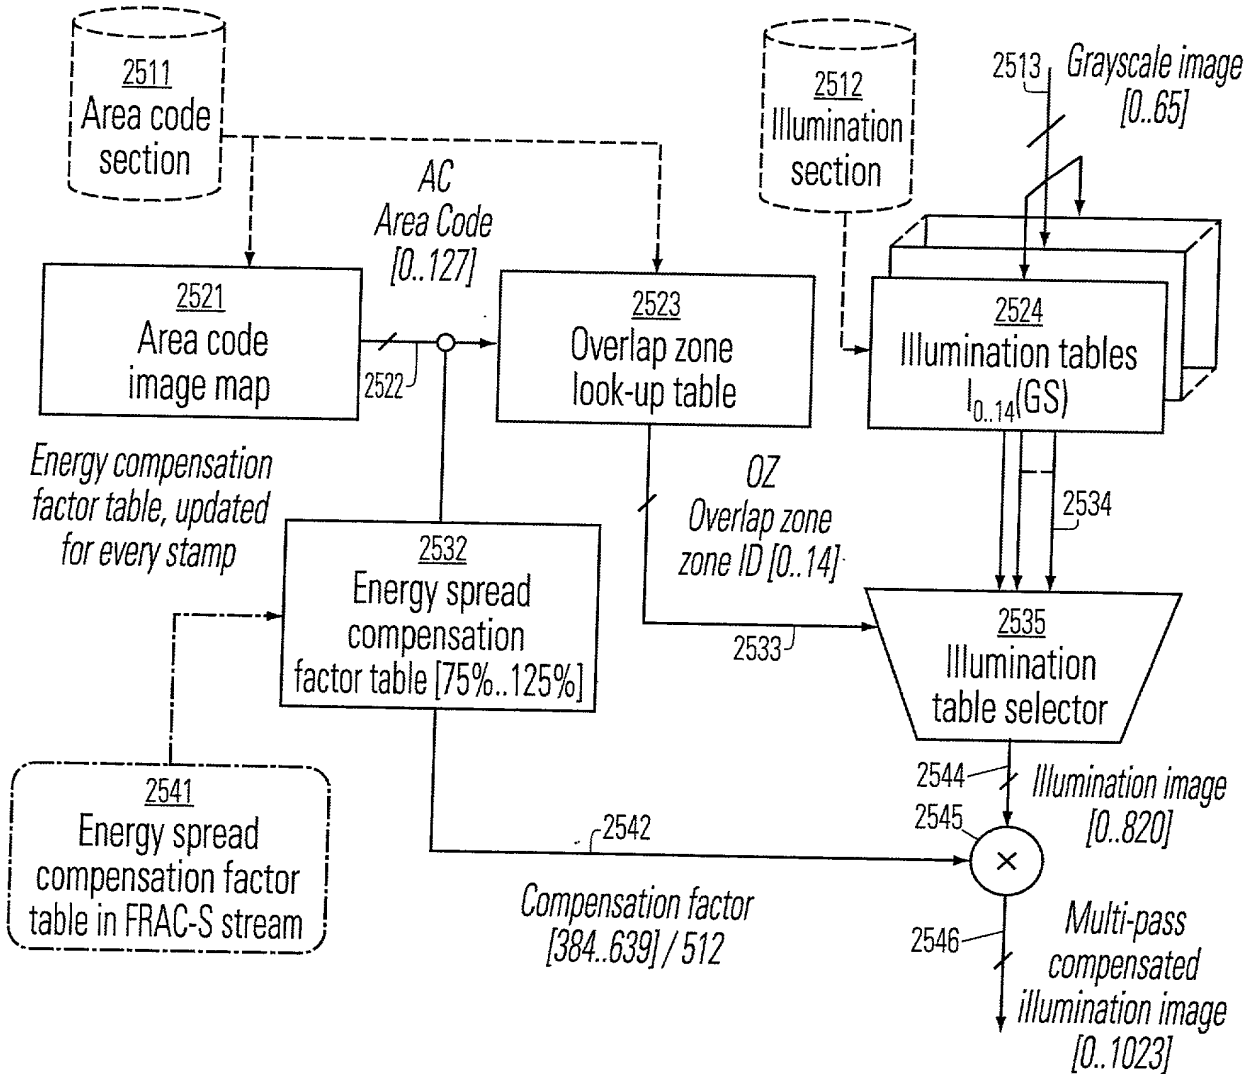 2511
Area code
section
2512
Illumination
section
2513
Grayscale image
[0..65]
AC
Area Code
[0..127]
2521
Area code
image map
2522
2523
Overlap zone
look-up table
2524
Illumination tables
I0..14(GS)
Energy compensation
factor table, updated
for every stamp
OZ
Overlap zone
zone ID [0..14]
2534
2532
Energy spread
compensation
factor table [75%..125%]
2533
2535
Illumination
table selector
2541
Energy spread
compensation factor
table in FRAC-S stream
2542
2544
Illumination image
[0..820]
2545
×
Compensation factor
[384..639] / 512
2546
Multi-pass
compensated
illumination image
[0..1023]